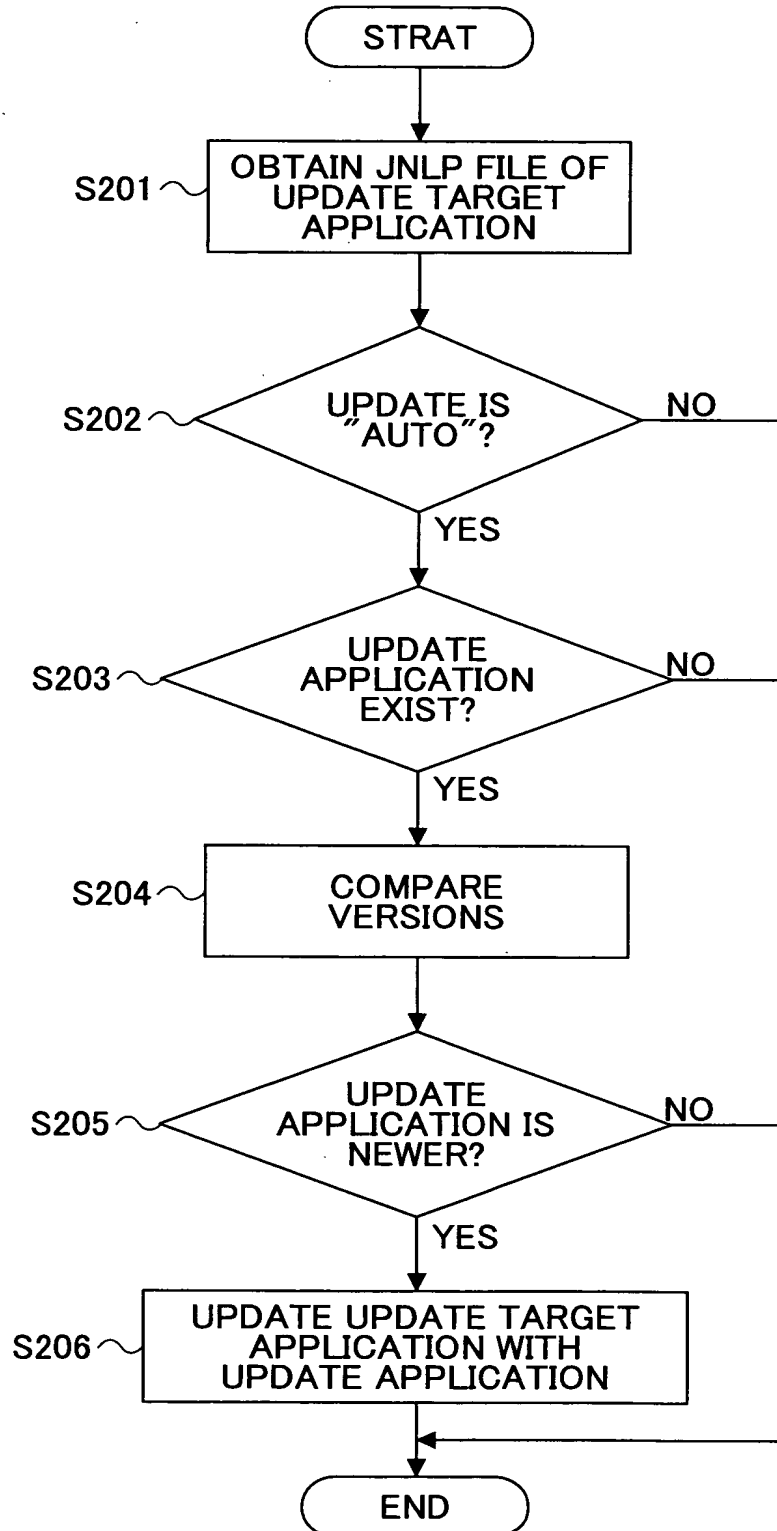 STRAT
S201
OBTAIN JNLP FILE OF
UPDATE TARGET
APPLICATION
S202
UPDATE IS
"AUTO"?
NO
YES
S203
UPDATE
APPLICATION
EXIST?
NO
YES
S204
COMPARE
VERSIONS
S205
UPDATE
APPLICATION IS
NEWER?
NO
YES
S206
UPDATE UPDATE TARGET
APPLICATION WITH
UPDATE APPLICATION
END